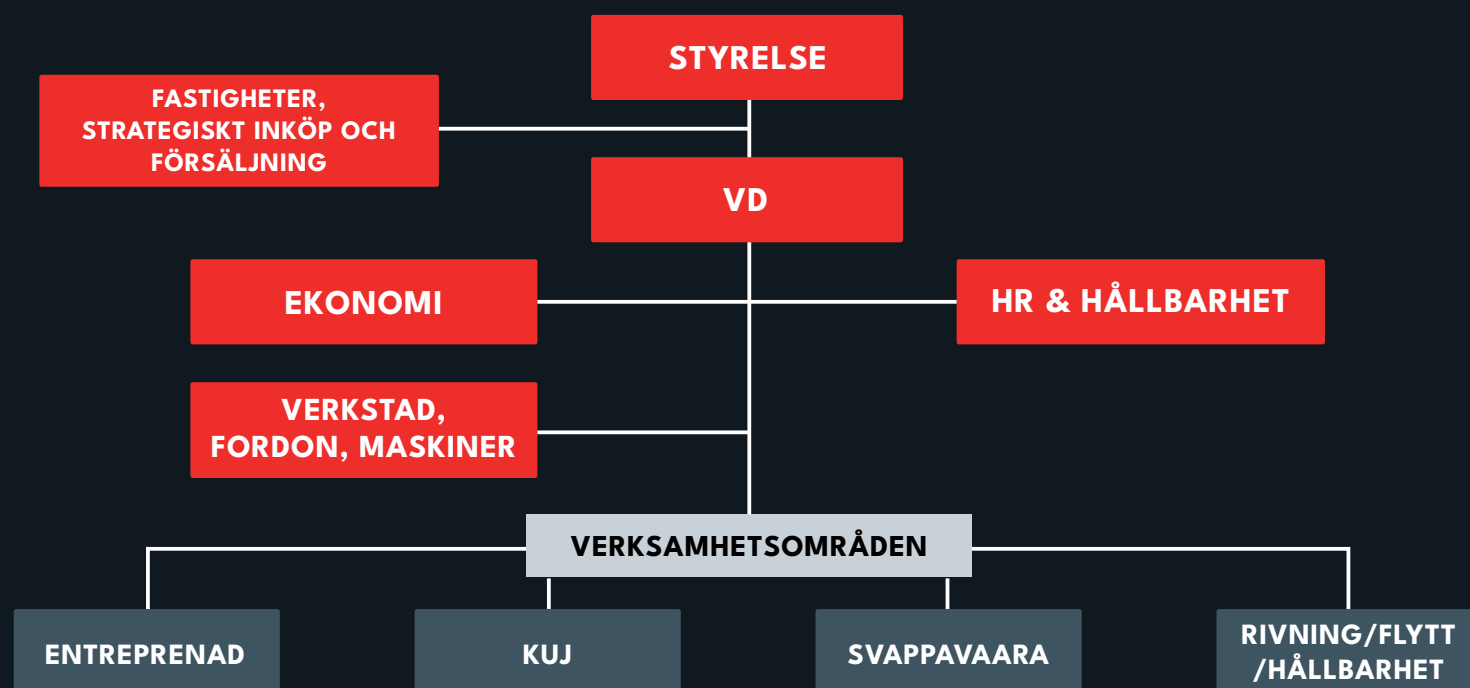 STYRELSE
FASTIGHETER,
STRATEGISKT INKÖP OCH
FÖRSÄLJNING
VD
EKONOMI
HR & HÅLLBARHET
VERKSTAD,
FORDON, MASKINER
VERKSAMHETSOMRÅDEN
ENTREPRENAD
KUJ
SVAPPAVAARA
RIVNING/FLYTT
/HÅLLBARHET